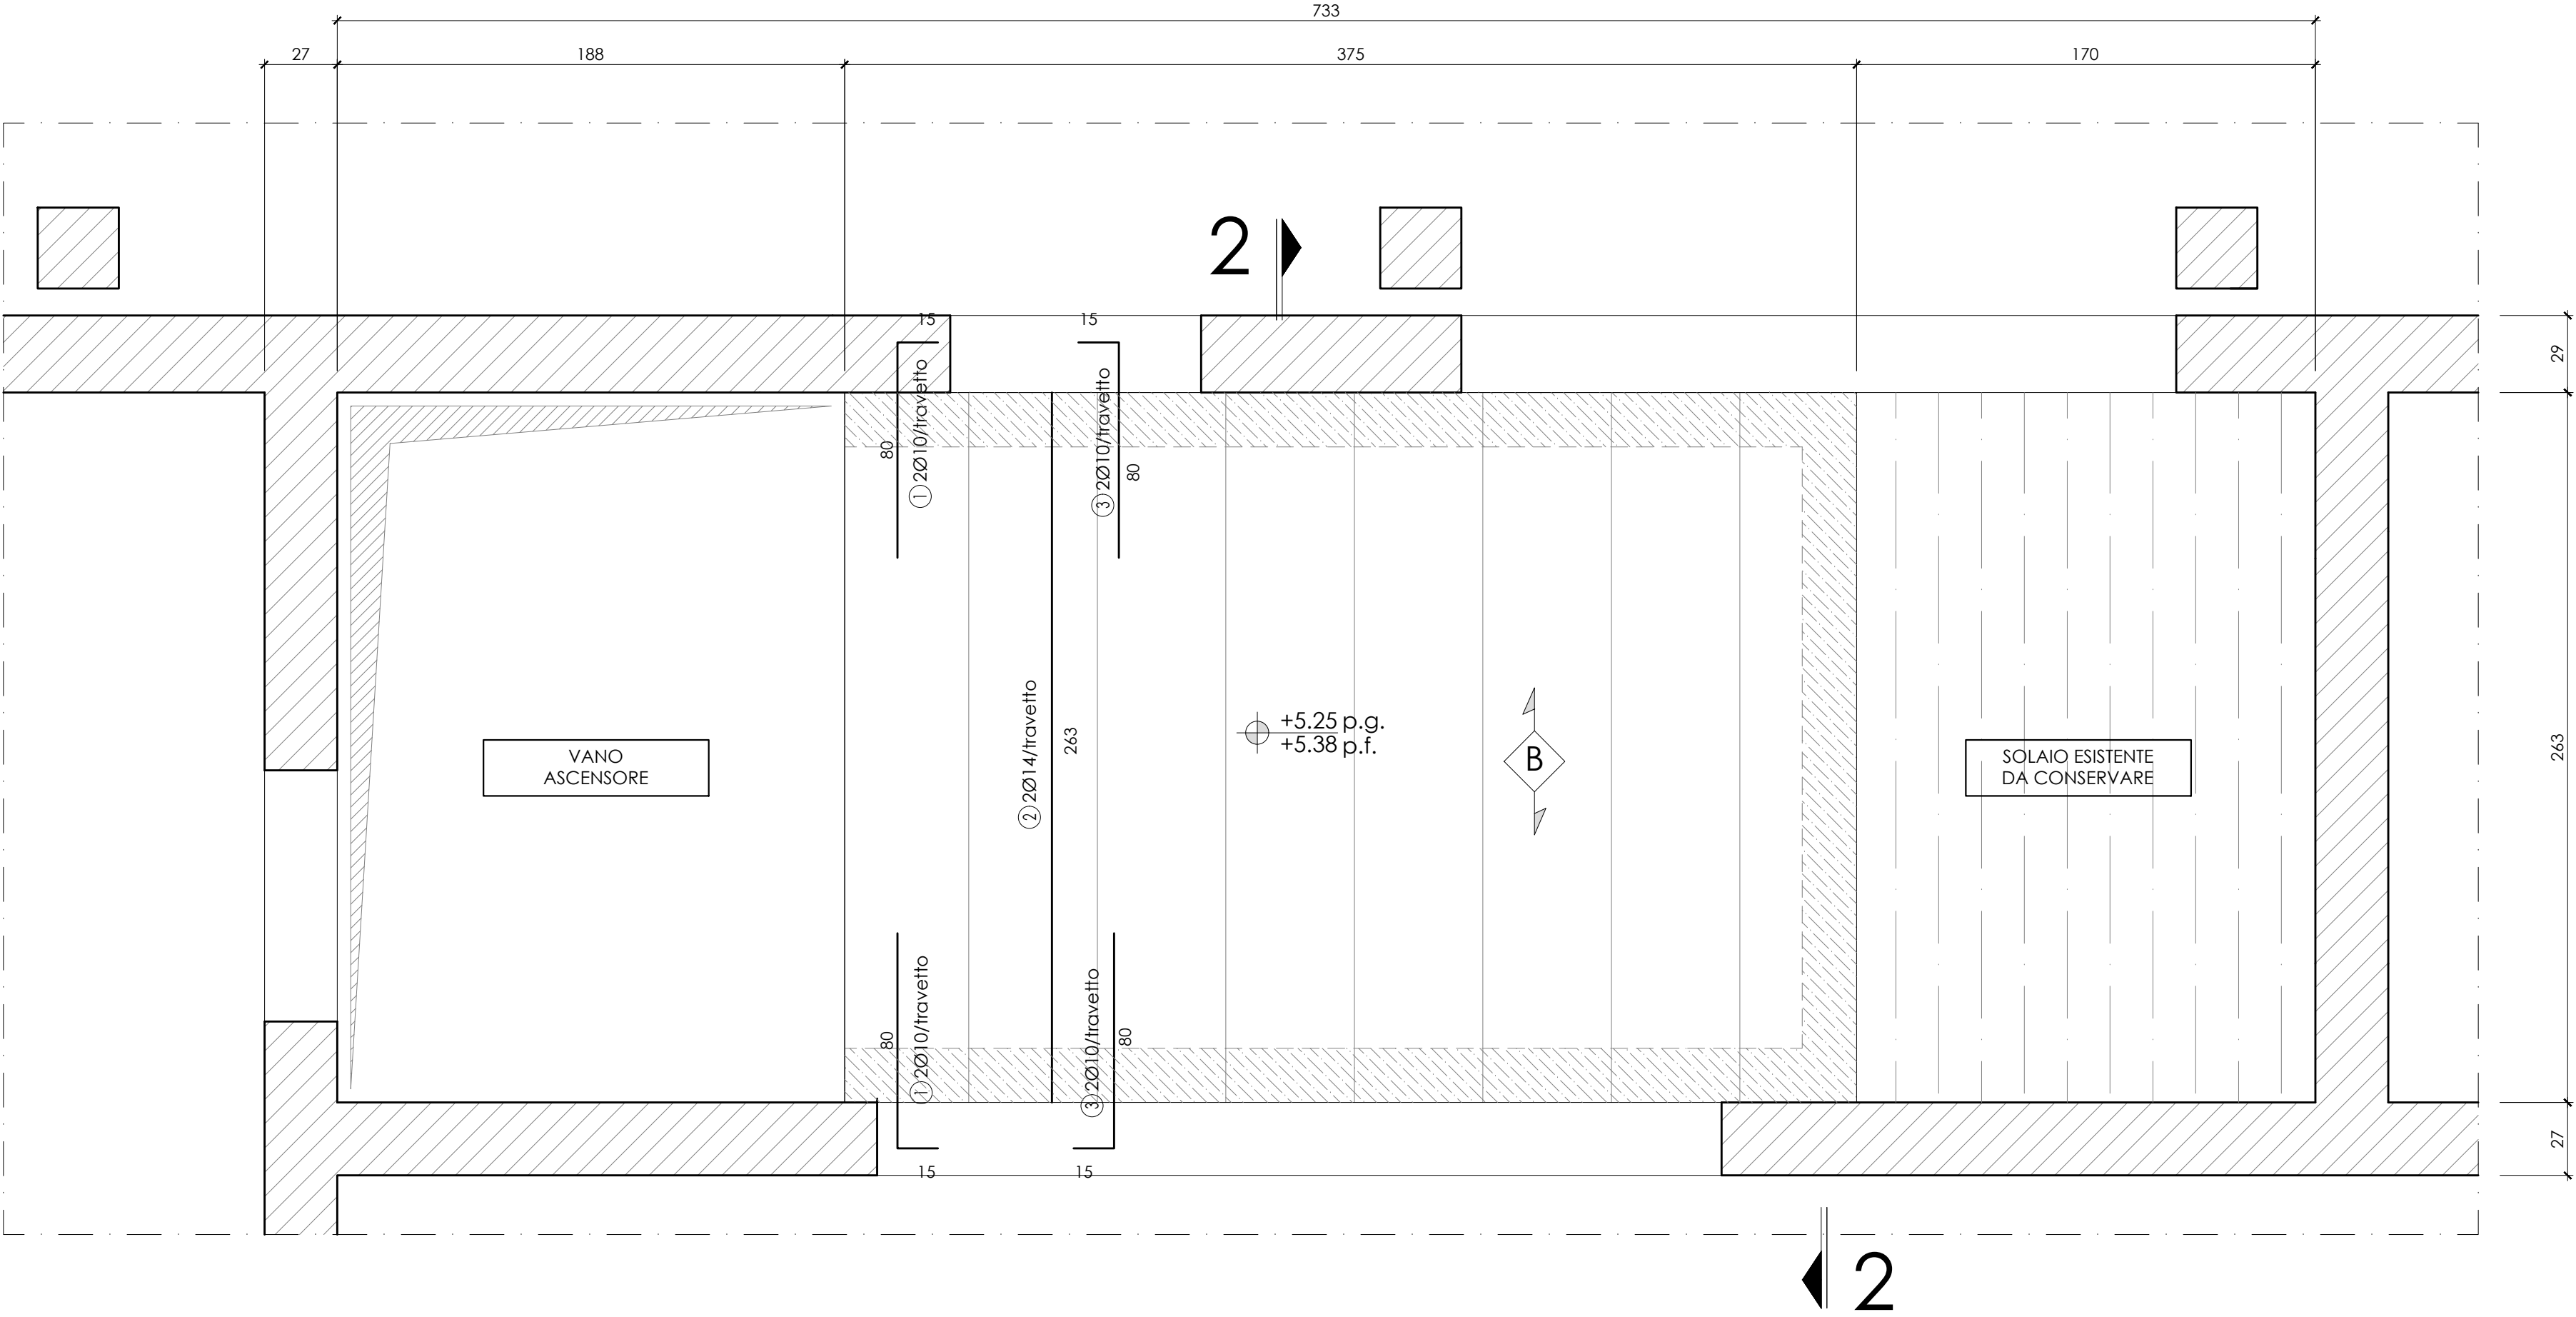 733
27
188
375
170
2
15
15
29
80
① 2Ø10/travetto
③ 2Ø10/travetto
80
② 2Ø14/travetto
263
+5.25 p.g.
+5.38 p.f.
B
VANO
ASCENSORE
SOLAIO ESISTENTE
DA CONSERVARE
263
80
① 2Ø10/travetto
③ 2Ø10/travetto
80
27
15
15
2